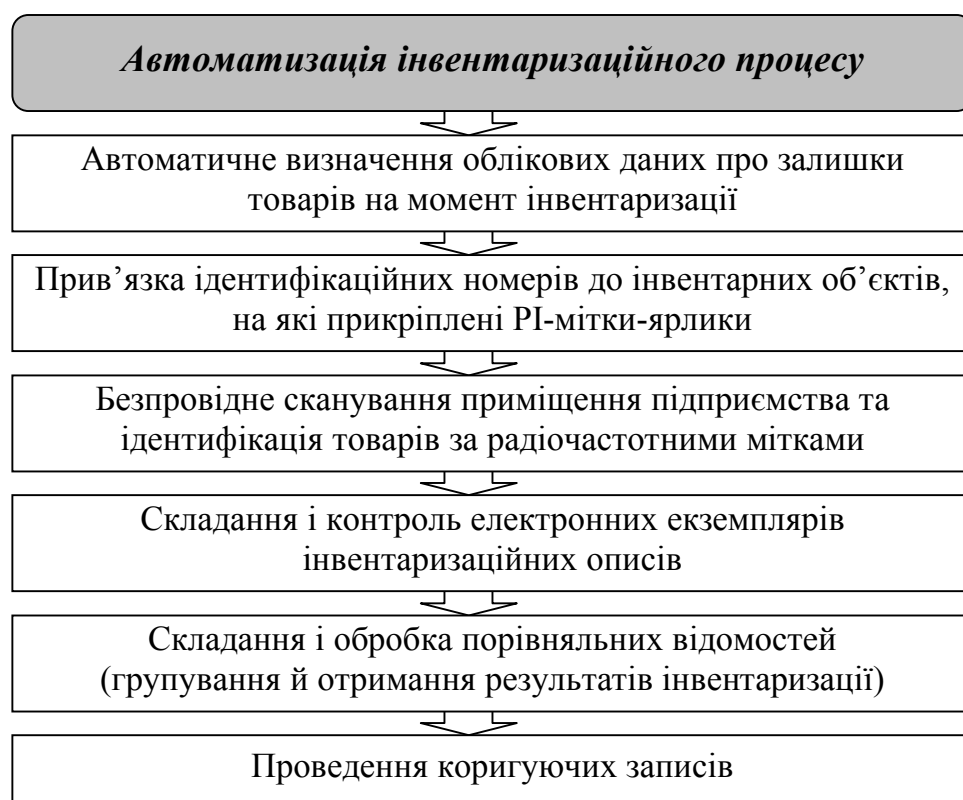 Автоматизація інвентаризаційного процесу
Автоматичне визначення облікових даних про залишки
товарів на момент інвентаризації
Прив’язка ідентифікаційних номерів до інвентарних об’єктів,
на які прикріплені РІ-мітки-ярлики
Безпровідне сканування приміщення підприємства та
ідентифікація товарів за радіочастотними мітками
Складання і контроль електронних екземплярів
інвентаризаційних описів
Складання і обробка порівняльних відомостей
(групування й отримання результатів інвентаризації)
Проведення коригуючих записів